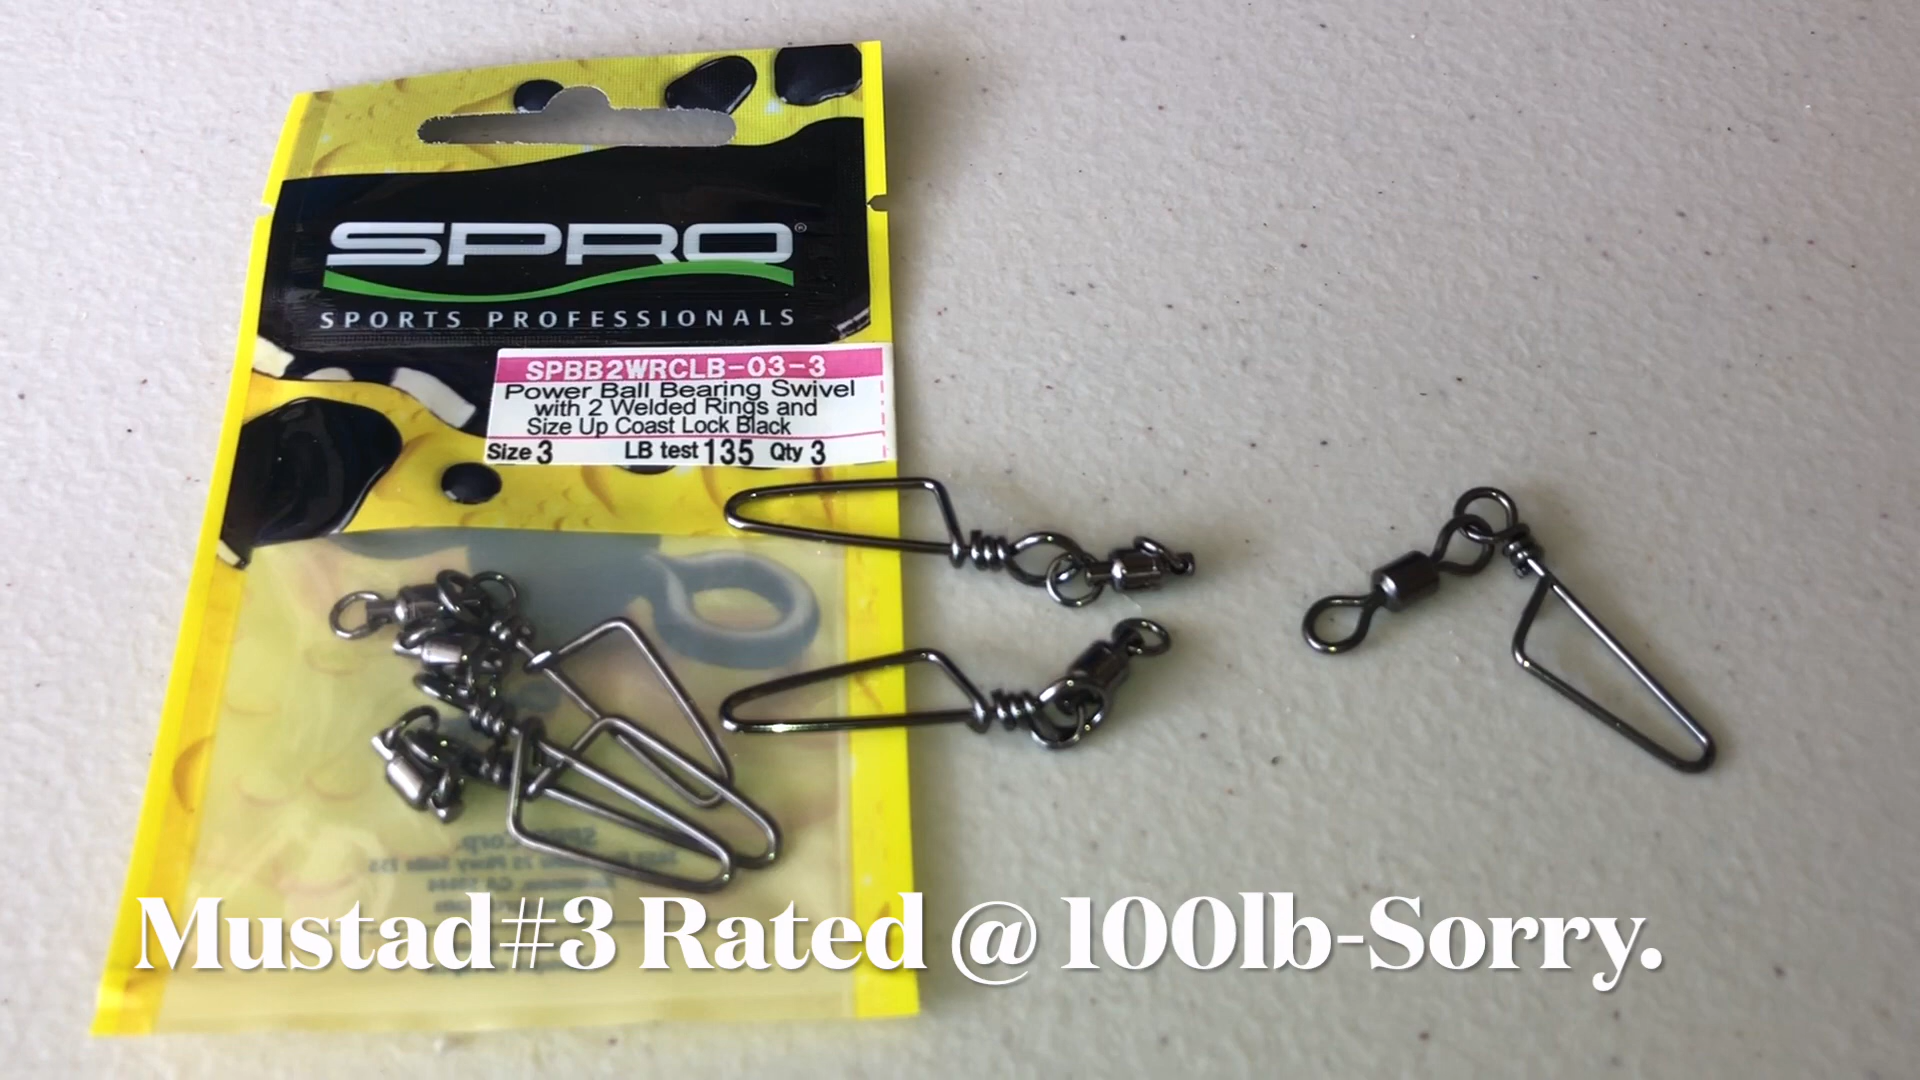 SPRO®
SPORTS PROFESSIONALS
SPBB2WRCLB-03-3
Power Ball Bearing Swivel
with 2 Welded Rings and
Size Up Coast Lock Black
Size 3 LB test 135 Qty 3
Mustad#3 Rated @ 100lb-Sorry.